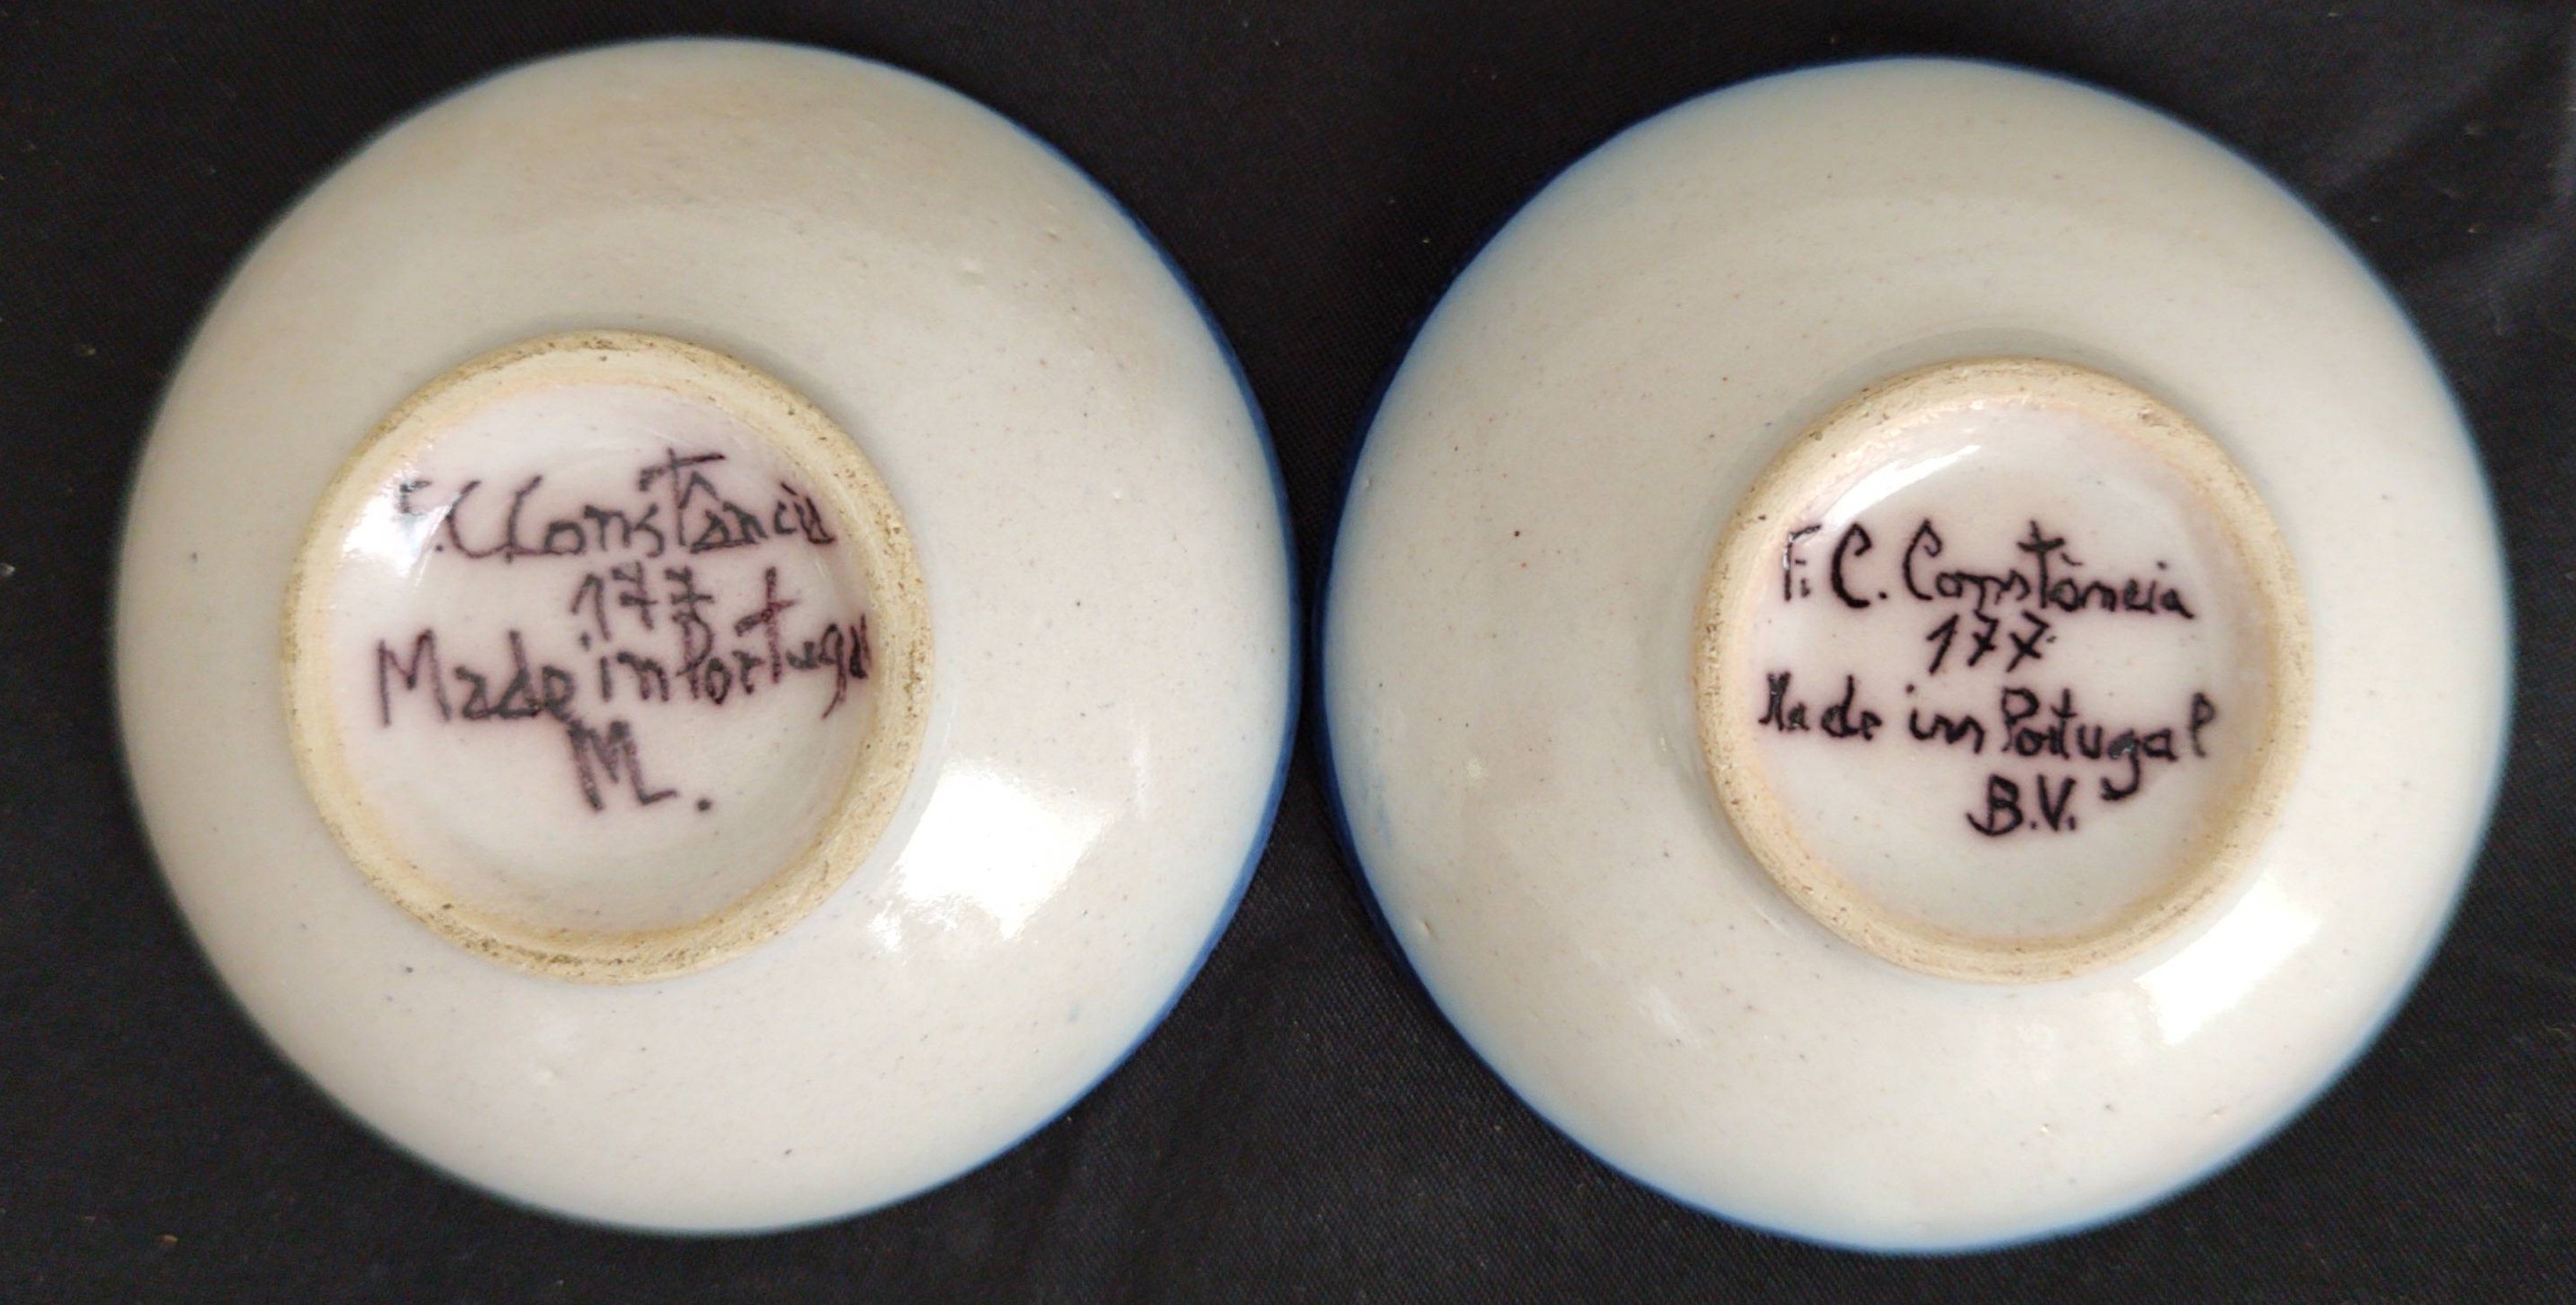 F.C.Constância
177
Made in Portugal
M.
F.C. Constância
177
Made in Portugal
B.V.